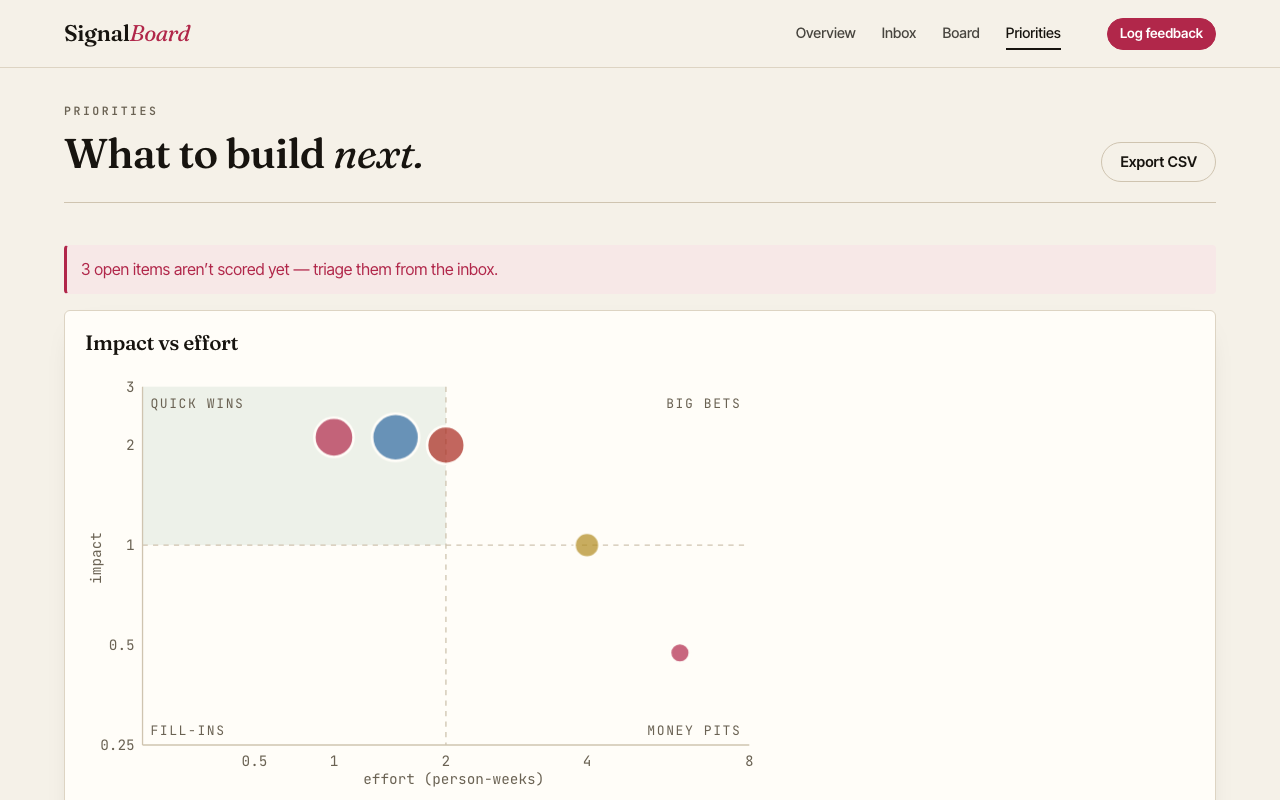 SignalBoard
Overview Inbox Board Priorities Log feedback
PRIORITIES
What to build next.
Export CSV
3 open items aren’t scored yet — triage them from the inbox.
Impact vs effort
3
QUICK WINS BIG BETS
2
1
impact
0.5
FILL-INS MONEY PITS
0.25
0.5 1 2 4 8
effort (person-weeks)